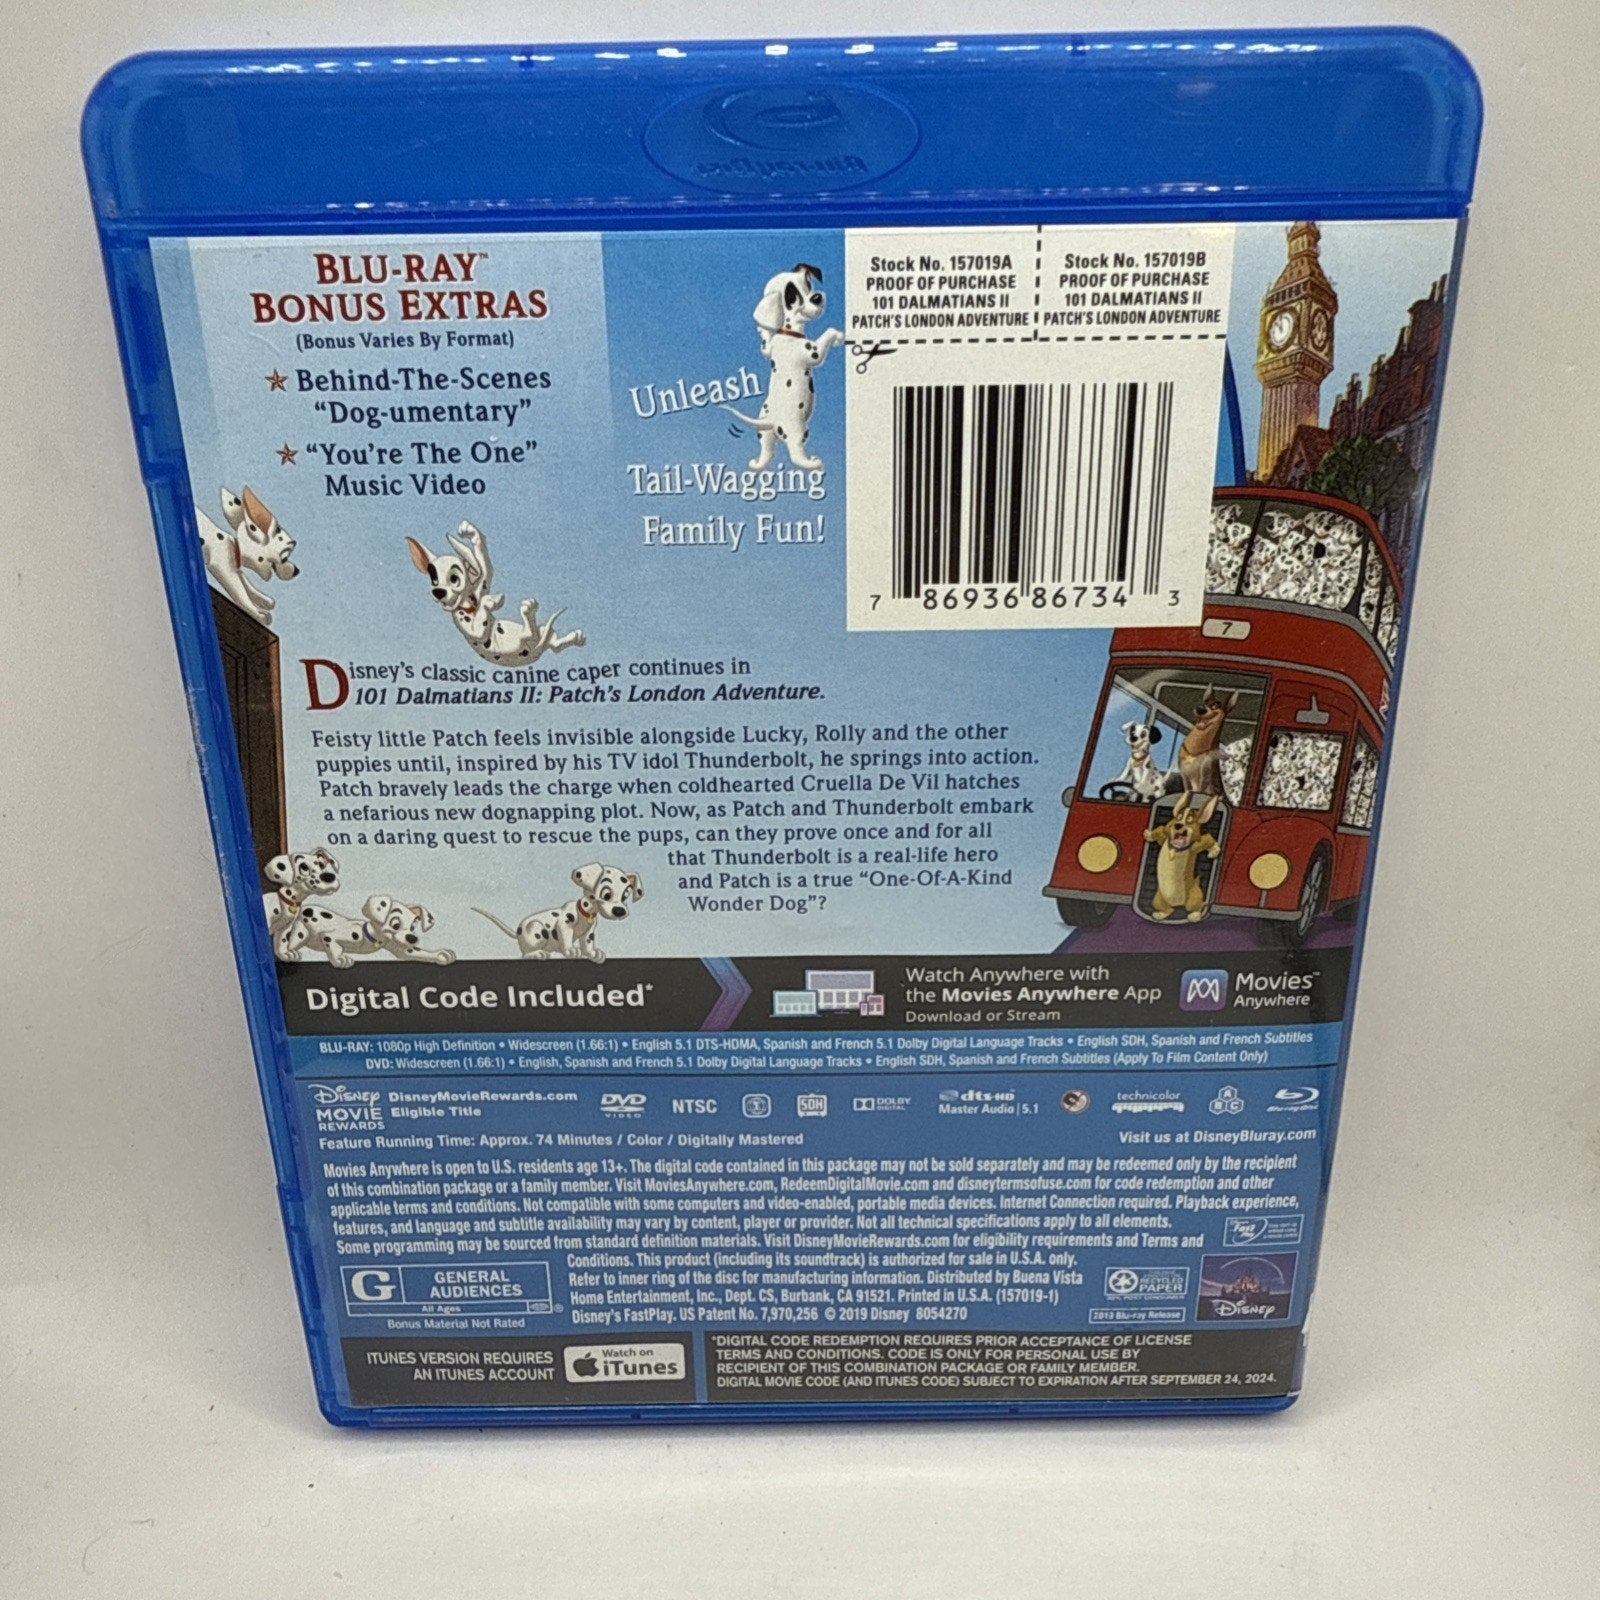 Blu-ray Disc
BLU-RAY™
BONUS EXTRAS
(Bonus Varies By Format)
Behind-The-Scenes
“Dog-umentary”
“You're The One”
Music Video
Unleash
Tail-Wagging
Family Fun!
Stock No. 157019A
PROOF OF PURCHASE
101 DALMATIANS II
PATCH'S LONDON ADVENTURE
Stock No. 157019B
PROOF OF PURCHASE
101 DALMATIANS II
PATCH'S LONDON ADVENTURE
7 86936 86734 3
7
Disney's classic canine caper continues in
101 Dalmatians II: Patch's London Adventure.
Feisty little Patch feels invisible alongside Lucky, Rolly and the other
puppies until, inspired by his TV idol Thunderbolt, he springs into action.
Patch bravely leads the charge when coldhearted Cruella De Vil hatches
a nefarious new dognapping plot. Now, as Patch and Thunderbolt embark
on a daring quest to rescue the pups, can they prove once and for all
that Thunderbolt is a real-life hero
and Patch is a true “One-Of-A-Kind
Wonder Dog”?
Digital Code Included*
Watch Anywhere with
the Movies Anywhere App
Download or Stream
Movies™
Anywhere
BLU-RAY: 1080p High Definition • Widescreen (1.66:1) • English 5.1 DTS-HDMA, Spanish and French 5.1 Dolby Digital Language Tracks • English SDH, Spanish and French Subtitles
DVD: Widescreen (1.66:1) • English, Spanish and French 5.1 Dolby Digital Language Tracks • English SDH, Spanish and French Subtitles (Apply To Film Content Only)
Disney
MOVIE
REWARDS
DisneyMovieRewards.com
Eligible Title
DVD
VIDEO
NTSC
1
SDH
DOLBY
DIGITAL
dts-HD
Master Audio | 5.1
technicolor
A
B C
Blu-ray Disc
Feature Running Time: Approx. 74 Minutes / Color / Digitally Mastered
Visit us at DisneyBluray.com
Movies Anywhere is open to U.S. residents age 13+. The digital code contained in this package may not be sold separately and may be redeemed only by the recipient
of this combination package or a family member. Visit MoviesAnywhere.com, RedeemDigitalMovie.com and disneytermsofuse.com for code redemption and other
applicable terms and conditions. Not compatible with some computers and video-enabled, portable media devices. Internet Connection required. Playback experience,
features, and language and subtitle availability may vary by content, player or provider. Not all technical specifications apply to all elements.
Some programming may be sourced from standard definition materials. Visit DisneyMovieRewards.com for eligibility requirements and Terms and
Conditions. This product (including its soundtrack) is authorized for sale in U.S.A. only.
Refer to inner ring of the disc for manufacturing information. Distributed by Buena Vista
Home Entertainment, Inc., Dept. CS, Burbank, CA 91521. Printed in U.S.A. (157019-1)
Disney's FastPlay. US Patent No. 7,970,256 © 2019 Disney 8054270
G
GENERAL
AUDIENCES
All Ages
®
Bonus Material Not Rated
Fast
Play
RECYCLED
PAPER
2013 Blu-ray Release
Disney
ITUNES VERSION REQUIRES
AN ITUNES ACCOUNT
Watch on
iTunes
*DIGITAL CODE REDEMPTION REQUIRES PRIOR ACCEPTANCE OF LICENSE
TERMS AND CONDITIONS. CODE IS ONLY FOR PERSONAL USE BY
RECIPIENT OF THIS COMBINATION PACKAGE OR FAMILY MEMBER.
DIGITAL MOVIE CODE (AND ITUNES CODE) SUBJECT TO EXPIRATION AFTER SEPTEMBER 24, 2024.